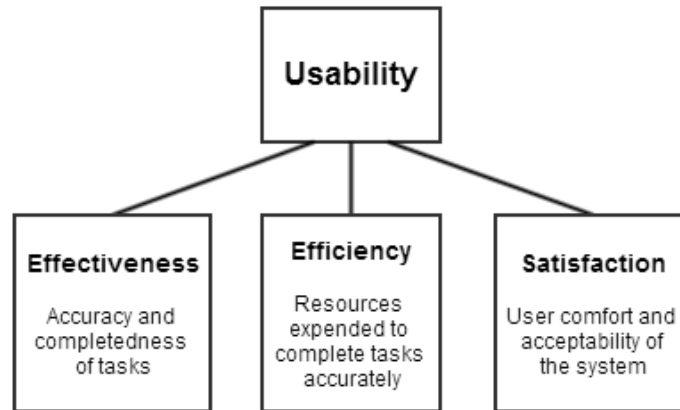 Usability
Effectiveness
Accuracy and
completedness
of tasks
Efficiency
Resources
expended to
complete tasks
accurately
Satisfaction
User comfort and
acceptability of
the system